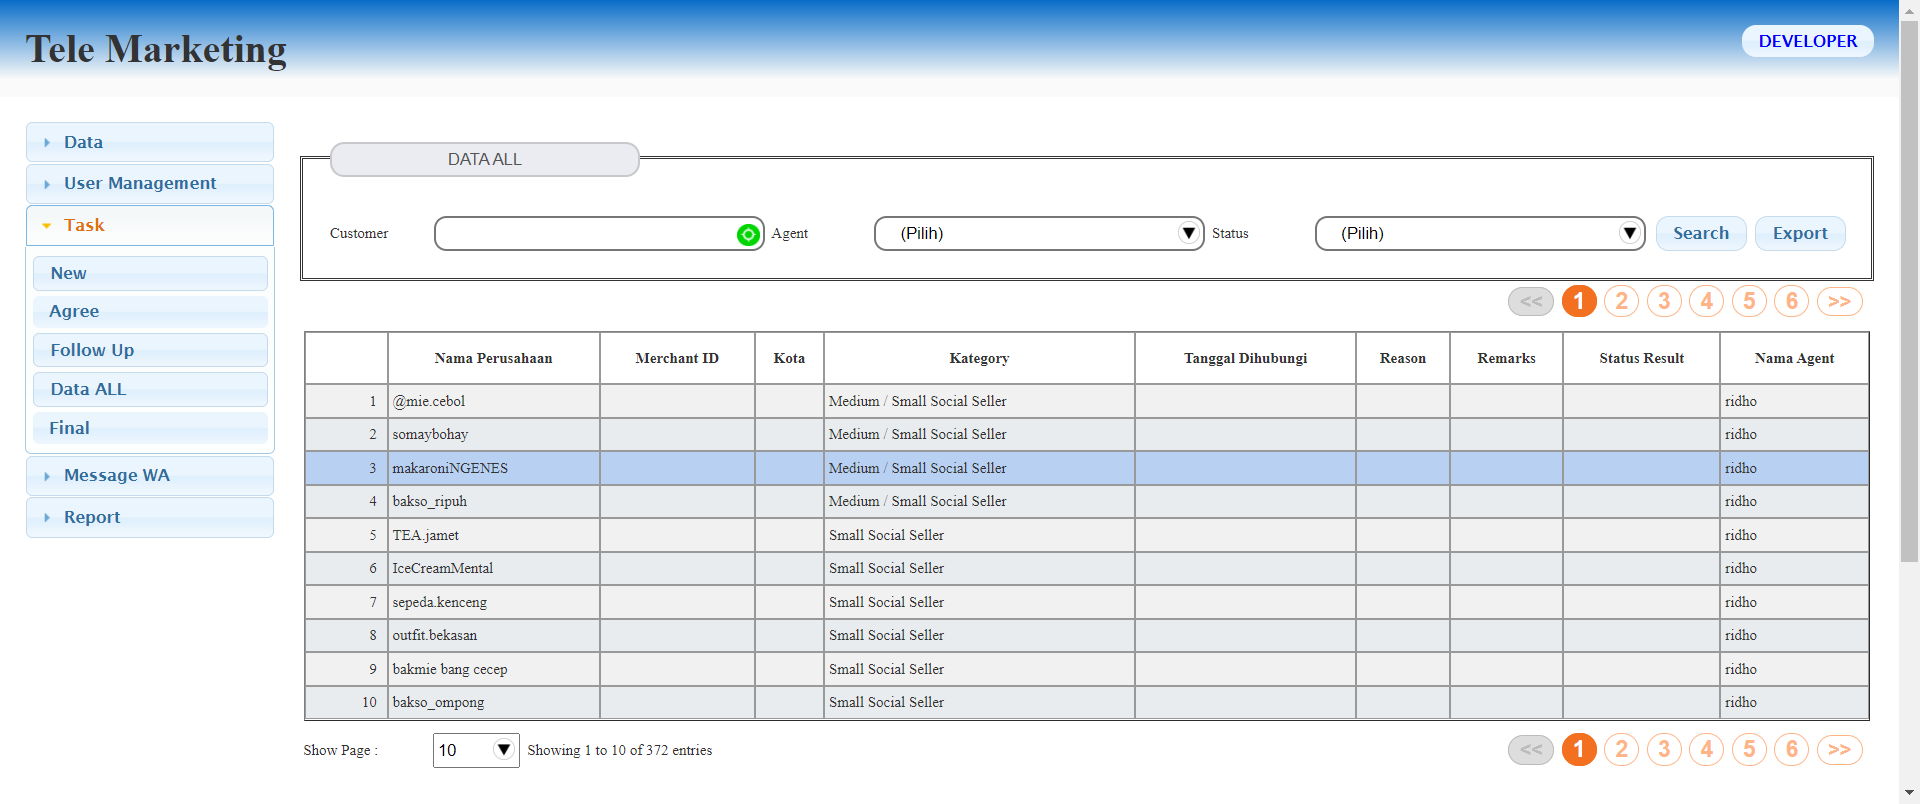 Tele Marketing
DEVELOPER
Data
User Management
Task
New
Agree
Follow Up
Data ALL
Final
Message WA
Report
DATA ALL
Customer Agent (Pilih) Status (Pilih) Search Export
<< 1 2 3 4 5 6 >>
Nama Perusahaan Merchant ID Kota Kategory Tanggal Dihubungi Reason Remarks Status Result Nama Agent
1 @mie.cebol Medium / Small Social Seller ridho
2 somaybohay Medium / Small Social Seller ridho
3 makaroniNGENES Medium / Small Social Seller ridho
4 bakso_ripuh Medium / Small Social Seller ridho
5 TEA.jamet Small Social Seller ridho
6 IceCreamMental Small Social Seller ridho
7 sepeda.kenceng Small Social Seller ridho
8 outfit.bekasan Small Social Seller ridho
9 bakmie bang cecep Small Social Seller ridho
10 bakso_ompong Small Social Seller ridho
Show Page : 10 Showing 1 to 10 of 372 entries << 1 2 3 4 5 6 >>